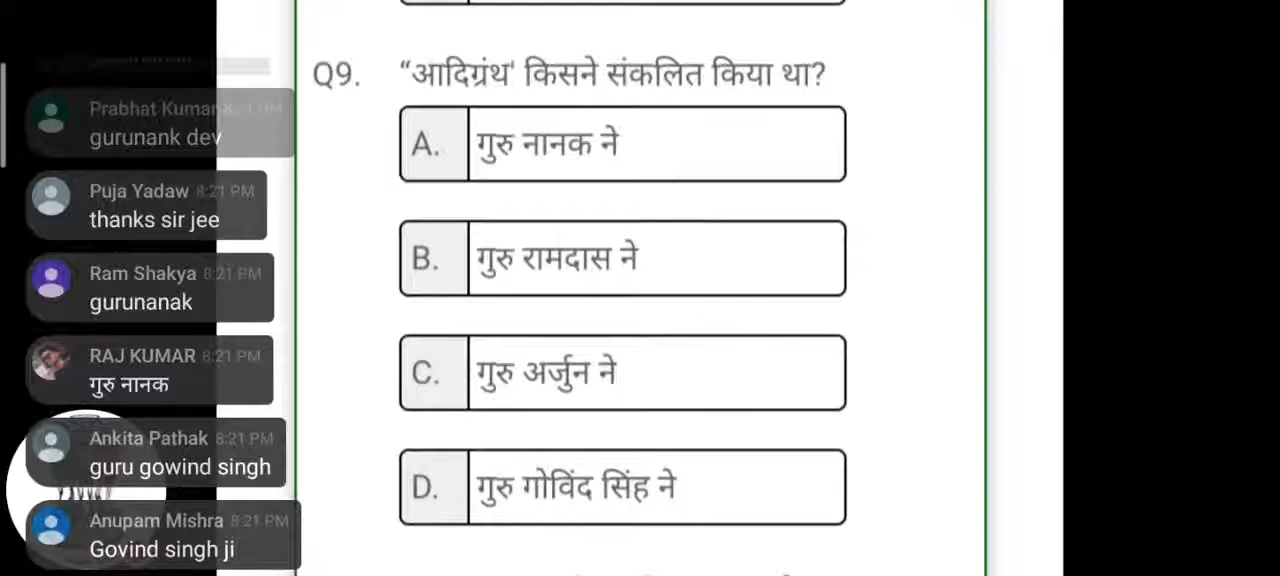 Prabhat Kumar
gurunank dev
Puja Yadaw 8:21 PM
thanks sir jee
Ram Shakya 8:21 PM
gurunanak
RAJ KUMAR 8:21 PM
गुरु नानक
Ankita Pathak 8:21 PM
guru gowind singh
Anupam Mishra 8:21 PM
Govind singh ji
Q9. “आदिग्रंथ' किसने संकलित किया था?
A. गुरु नानक ने
B. गुरु रामदास ने
C. गुरु अर्जुन ने
D. गुरु गोविंद सिंह ने